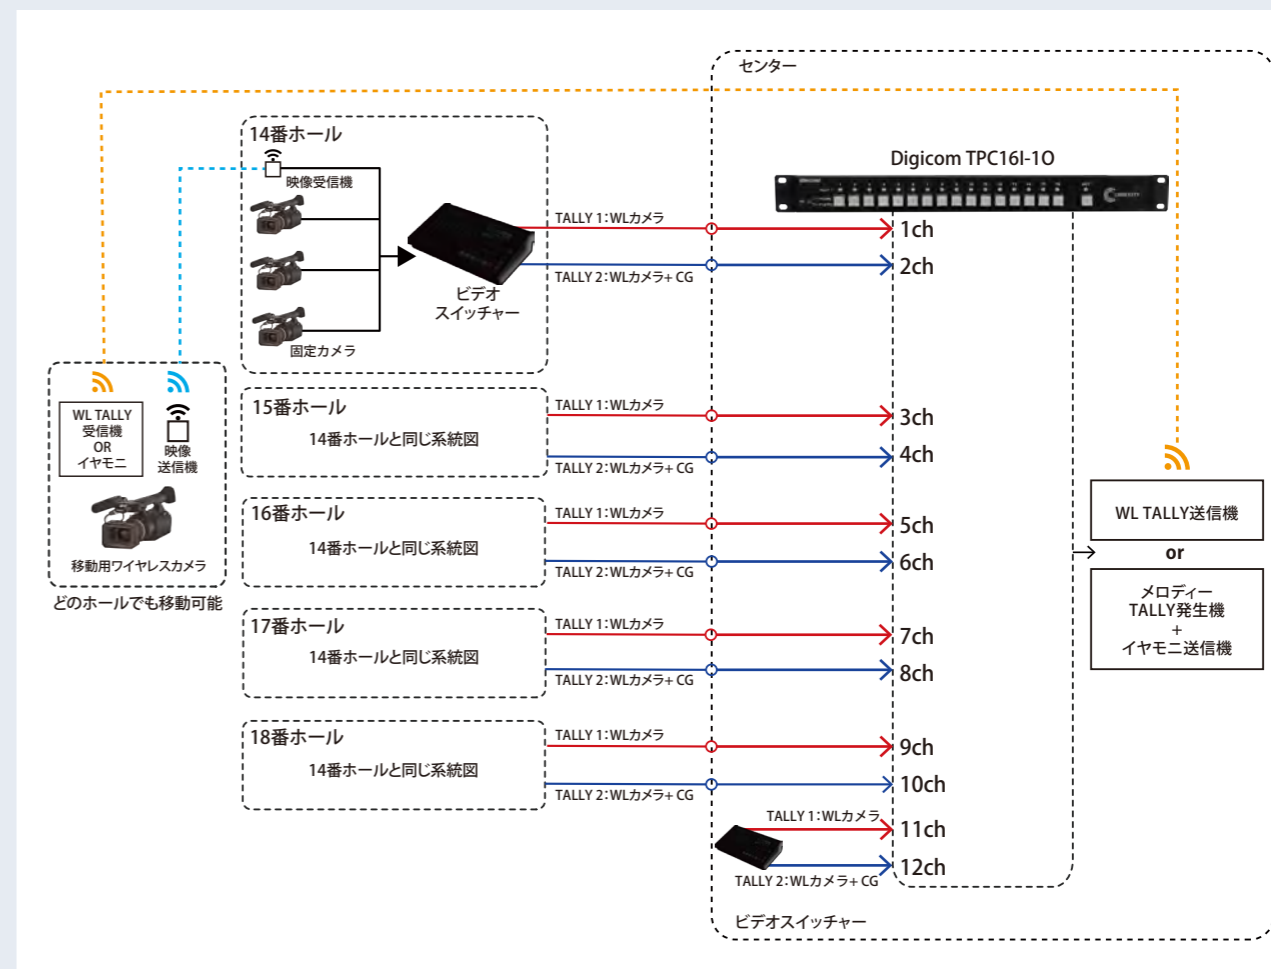 センター
14番ホール
映像受信機
固定カメラ
ビデオ
スイッチャー
TALLY 1：WLカメラ
TALLY 2：WLカメラ+ CG
Digicom TPC16I-1O
1ch
2ch
15番ホール
14番ホールと同じ系統図
TALLY 1：WLカメラ
TALLY 2：WLカメラ+ CG
3ch
4ch
16番ホール
14番ホールと同じ系統図
TALLY 1：WLカメラ
TALLY 2：WLカメラ+ CG
5ch
6ch
17番ホール
14番ホールと同じ系統図
TALLY 1：WLカメラ
TALLY 2：WLカメラ+ CG
7ch
8ch
18番ホール
14番ホールと同じ系統図
TALLY 1：WLカメラ
TALLY 2：WLカメラ+ CG
9ch
10ch
TALLY 1：WLカメラ
TALLY 2：WLカメラ+ CG
11ch
12ch
ビデオスイッチャー
WL TALLY
受信機
OR
イヤモニ
映像
送信機
移動用ワイヤレスカメラ
どのホールでも移動可能
WL TALLY送信機
or
メロディー
TALLY発生機
+
イヤモニ送信機